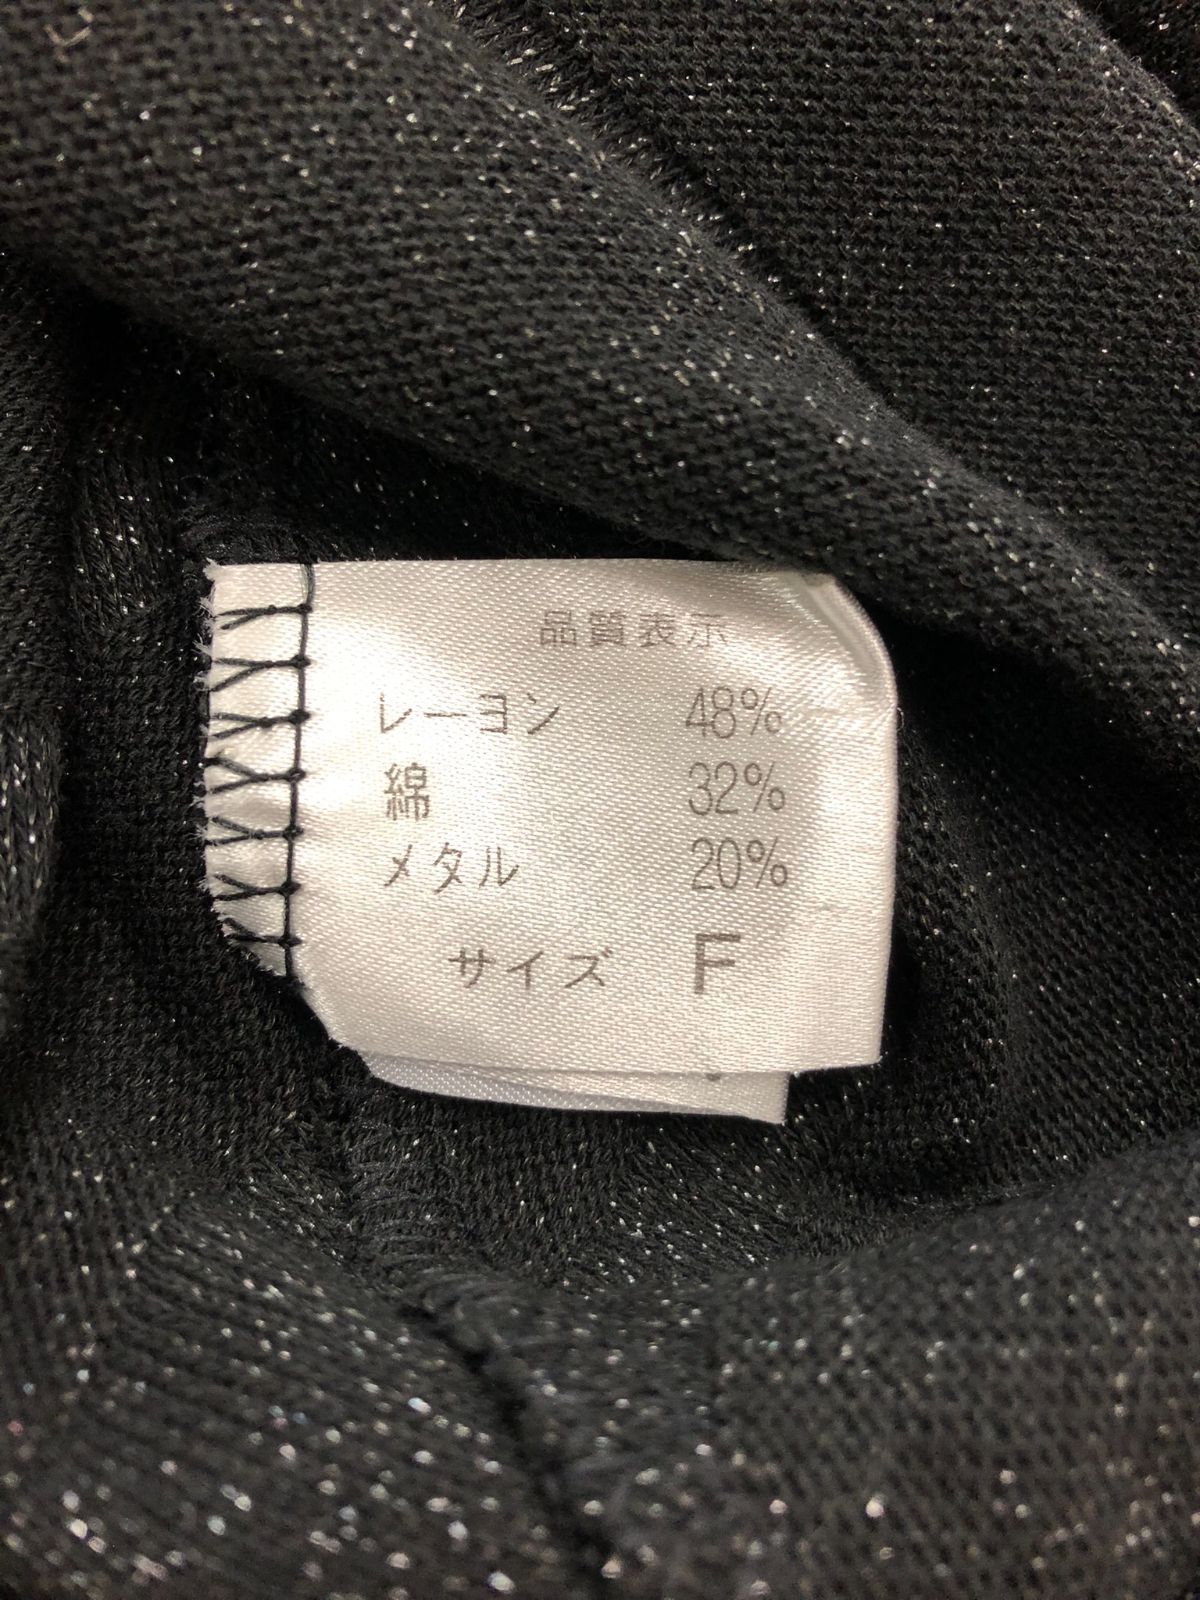 品質表示
レーヨン 48%
綿 32%
メタル 20%
サイズ F